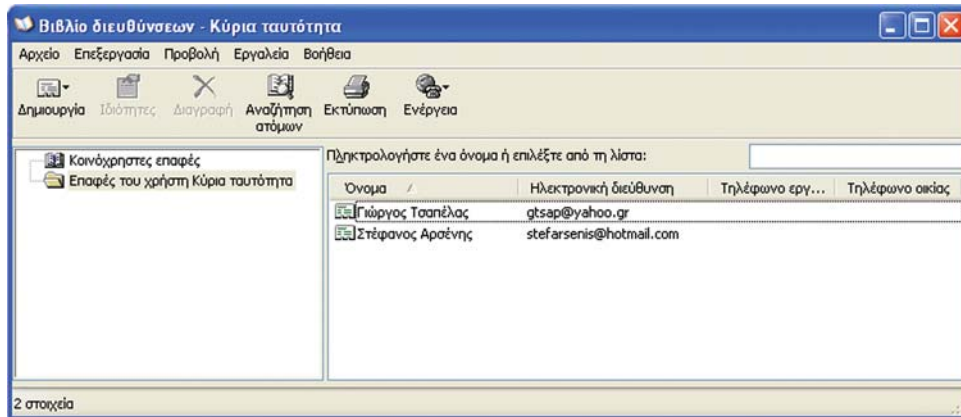 Βιβλίο διευθύνσεων - Κύρια ταυτότητα
Αρχείο Επεξεργασία Προβολή Εργαλεία Βοήθεια
Δημιουργία Ιδιότητες Διαγραφή Αναζήτηση ατόμων Εκτύπωση Ενέργεια
Κοινόχρηστες επαφές
Επαφές του χρήστη Κύρια ταυτότητα
Πληκτρολογήστε ένα όνομα ή επιλέξτε από τη λίστα:
Όνομα Ηλεκτρονική διεύθυνση Τηλέφωνο εργ... Τηλέφωνο οικίας
Γιώργος Τσαπέλας gtsap@yahoo.gr
Στέφανος Αρσένης stefarsenis@hotmail.com
2 στοιχεία